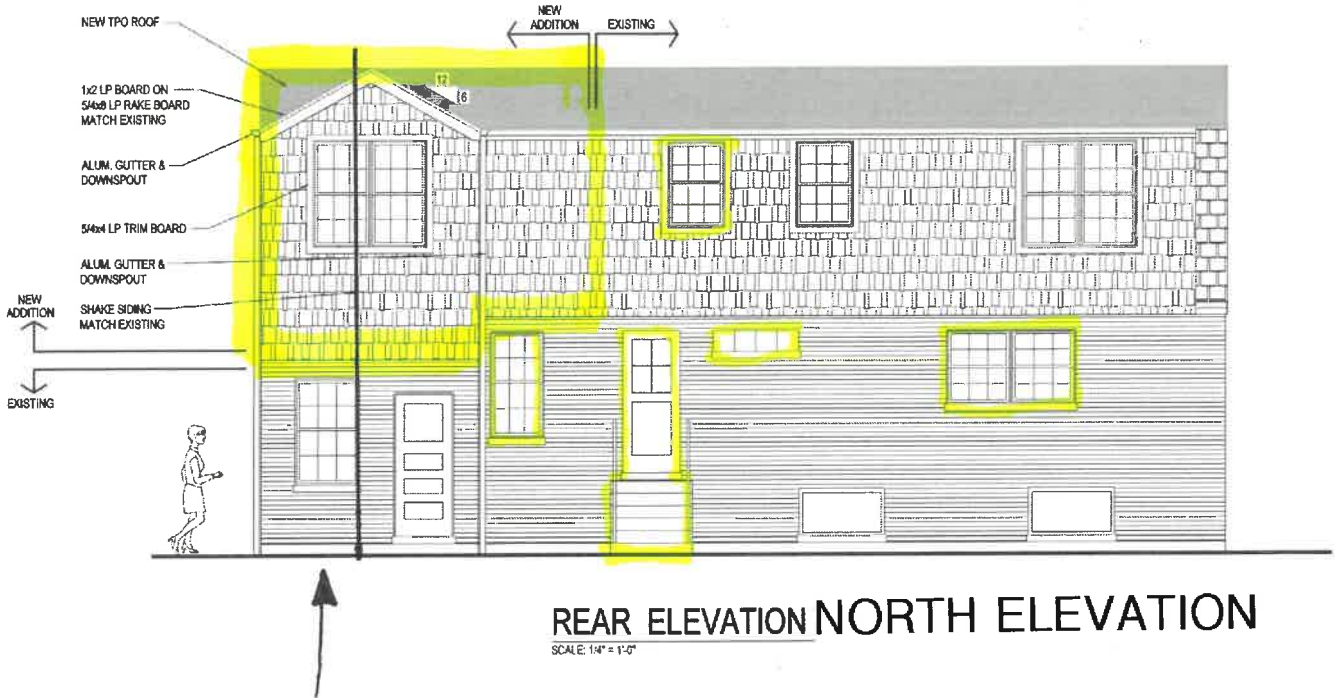 NEW TPO ROOF
NEW
ADDITION
EXISTING
1x2 LP BOARD ON
5/4x8 LP RAKE BOARD
MATCH EXISTING
12
6
ALUM. GUTTER &
DOWNSPOUT
5/4x4 LP TRIM BOARD
ALUM. GUTTER &
DOWNSPOUT
SHAKE SIDING
MATCH EXISTING
NEW
ADDITION
EXISTING
REAR ELEVATION NORTH ELEVATION
SCALE: 1/4" = 1'-0"